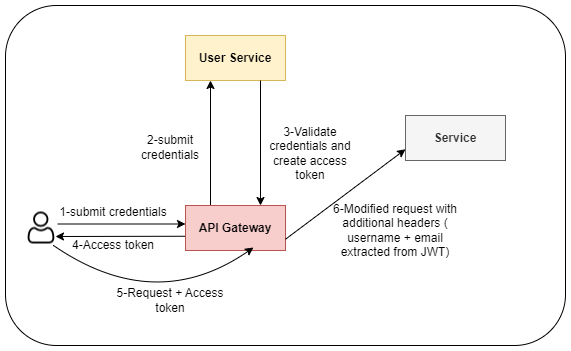 User Service
2-submit
credentials
3-Validate
credentials and
create access
token
Service
1-submit credentials
API Gateway
4-Access token
6-Modified request with
additional headers (
username + email
extracted from JWT)
5-Request + Access
token